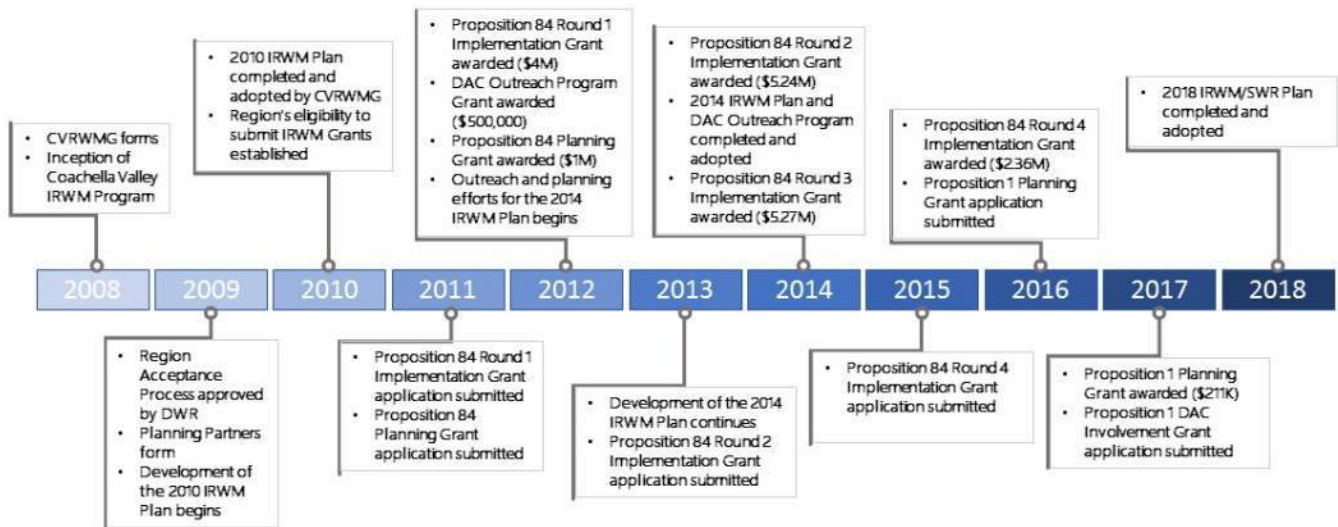 • CVRWMG forms
• Inception of
Coachella Valley
IRWM Program
• 2010 IRWM Plan
completed and
adopted by CVRWMG
• Region's eligibility to
submit IRWM Grants
established
• Proposition 84 Round 1
Implementation Grant
awarded ($4M)
• DAC Outreach Program
Grant awarded
($500,000)
• Proposition 84 Planning
Grant awarded ($1M)
• Outreach and planning
efforts for the 2014
IRWM Plan begins
• Proposition 84 Round 2
Implementation Grant
awarded ($5.24M)
• 2014 IRWM Plan and
DAC Outreach Program
completed and
adopted
• Proposition 84 Round 3
Implementation Grant
awarded ($5.27M)
• Proposition 84 Round 4
Implementation Grant
awarded ($2.36M)
• Proposition 1 Planning
Grant application
submitted
• 2018 IRWM/SWR Plan
completed and
adopted
2008 2009 2010 2011 2012 2013 2014 2015 2016 2017 2018
• Region
Acceptance
Process approved
by DWR
• Planning Partners
form
• Development of
the 2010 IRWM
Plan begins
• Proposition 84 Round 1
Implementation Grant
application submitted
• Proposition 84
Planning Grant
application submitted
• Development of the 2014
IRWM Plan continues
• Proposition 84 Round 2
Implementation Grant
application submitted
• Proposition 84 Round 4
Implementation Grant
application submitted
• Proposition 1 Planning
Grant awarded ($211K)
• Proposition 1 DAC
Involvement Grant
application submitted